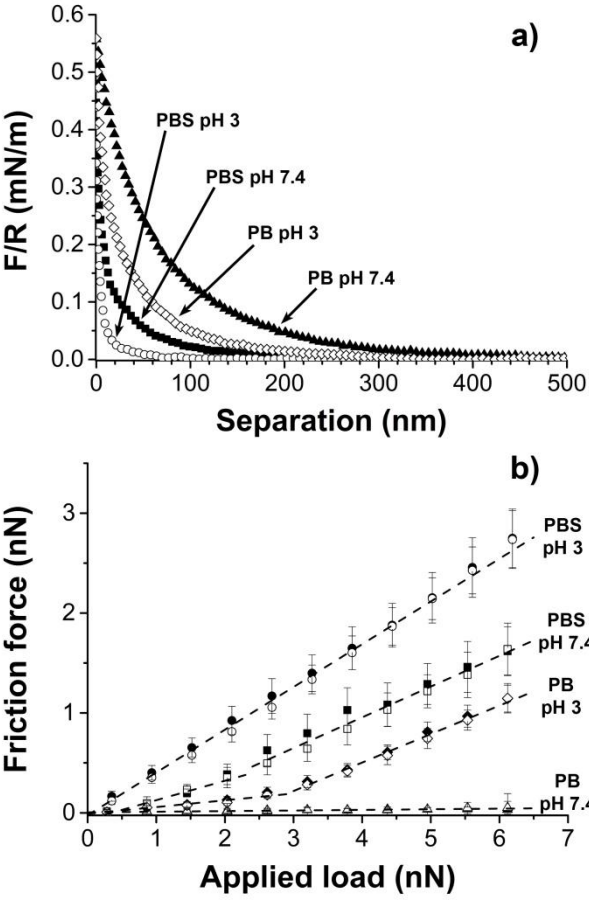 a)
0.6
0.5
0.4
0.3
0.2
0.1
0.0
F/R (mN/m)
PBS pH 3
PBS pH 7.4
PB pH 3
PB pH 7.4
0 100 200 300 400 500
Separation (nm)
b)
3
2
1
0
Friction force (nN)
PBS
pH 3
PBS
pH 7.4
PB
pH 3
PB
pH 7.4
0 1 2 3 4 5 6 7
Applied load (nN)